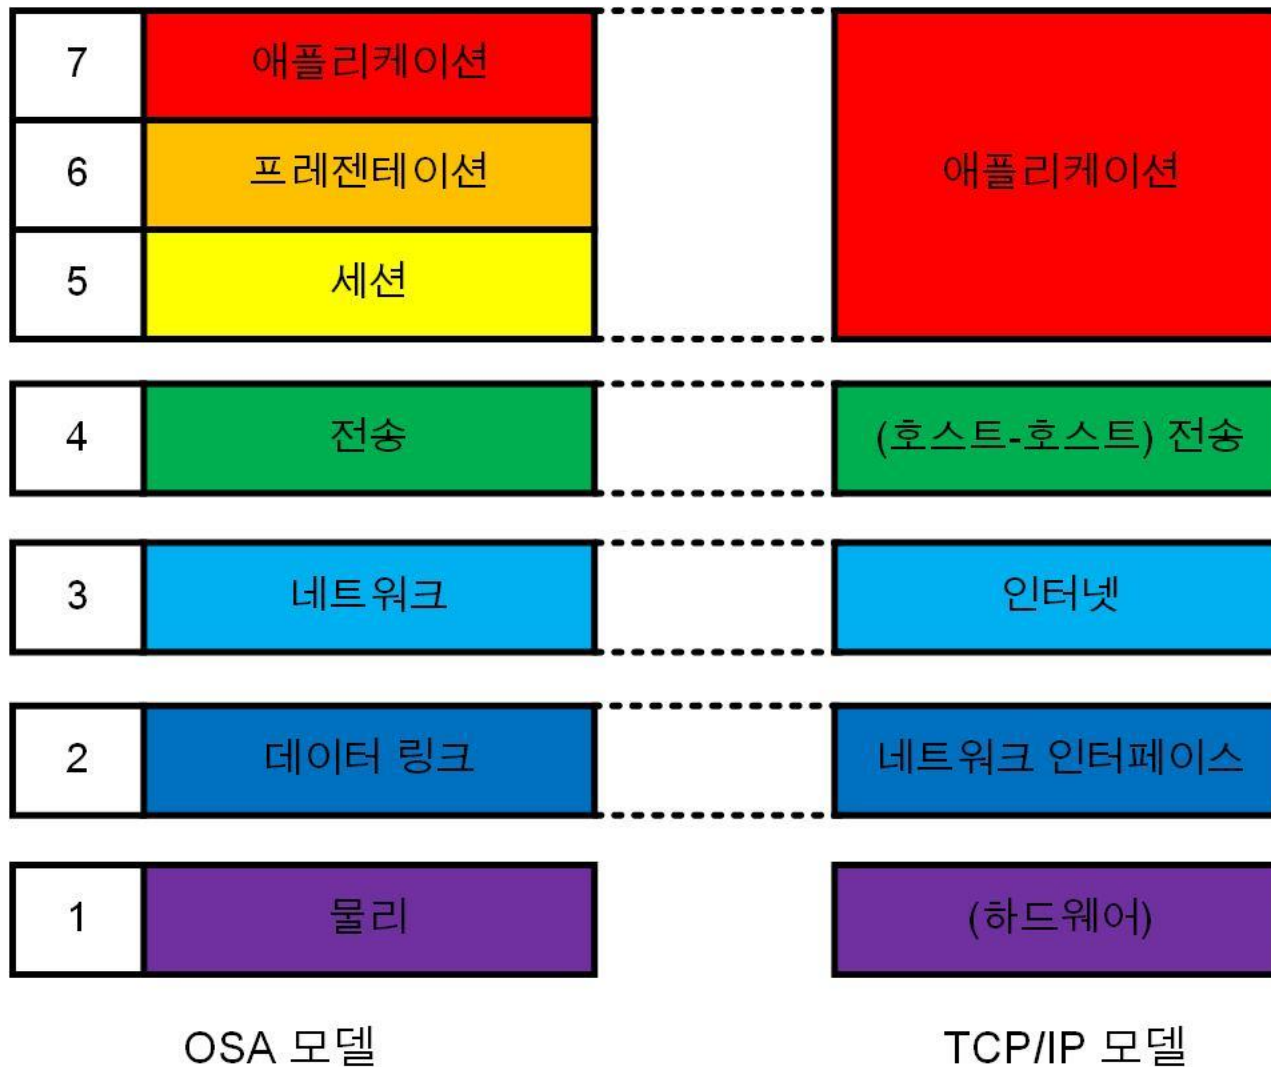 7 애플리케이션
6 프레젠테이션
5 세션
애플리케이션
4 전송
(호스트-호스트) 전송
3 네트워크
인터넷
2 데이터 링크
네트워크 인터페이스
1 물리
(하드웨어)
OSA 모델
TCP/IP 모델